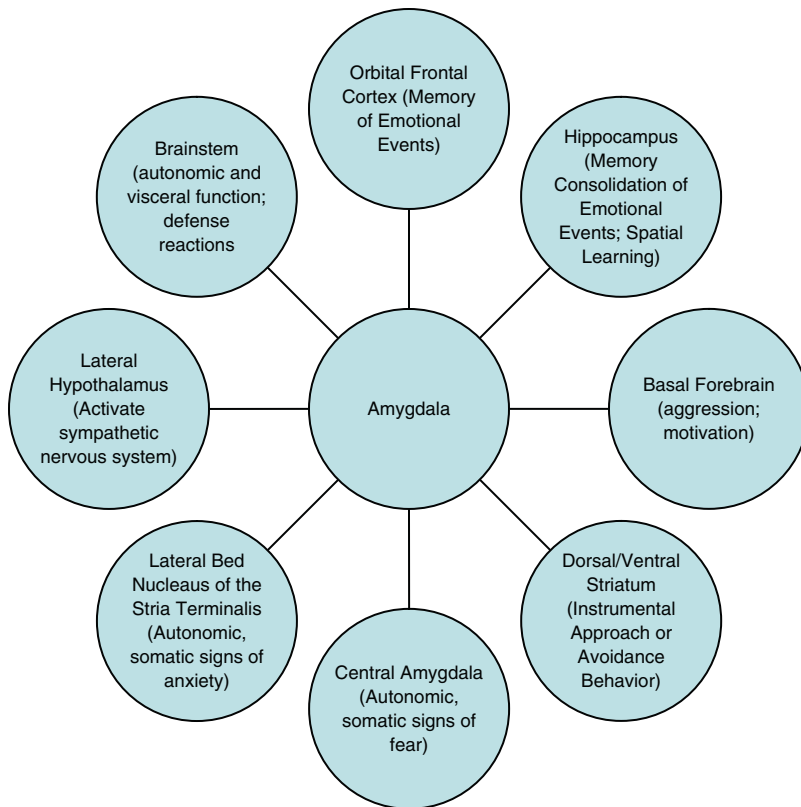 Orbital Frontal
Cortex (Memory
of Emotional
Events)
Hippocampus
(Memory
Consolidation of
Emotional
Events; Spatial
Learning)
Basal Forebrain
(aggression;
motivation)
Dorsal/Ventral
Striatum
(Instrumental
Approach or
Avoidance
Behavior)
Central Amygdala
(Autonomic,
somatic signs of
fear)
Lateral Bed
Nucleaus of the
Stria Terminalis
(Autonomic,
somatic signs of
anxiety)
Lateral
Hypothalamus
(Activate
sympathetic
nervous system)
Brainstem
(autonomic and
visceral function;
defense
reactions
Amygdala